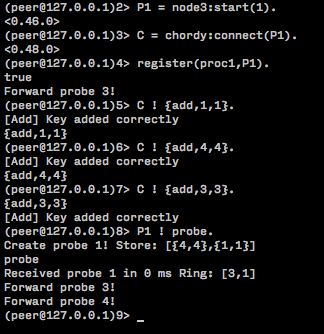 (peer@127.0.0.1)2> P1 = node3:start(1).
<0.46.0>
(peer@127.0.0.1)3> C = chordy:connect(P1).
<0.48.0>
(peer@127.0.0.1)4> register(proc1,P1).
true
Forward probe 3!
(peer@127.0.0.1)5> C ! {add,1,1}.
[Add] Key added correctly
{add,1,1}
(peer@127.0.0.1)6> C ! {add,4,4}.
[Add] Key added correctly
{add,4,4}
(peer@127.0.0.1)7> C ! {add,3,3}.
{add,3,3}
[Add] Key added correctly
(peer@127.0.0.1)8> P1 ! probe.
Create probe 1! Store: [{4,4},{1,1}]
probe
Received probe 1 in 0 ms Ring: [3,1]
Forward probe 3!
Forward probe 4!
(peer@127.0.0.1)9> _